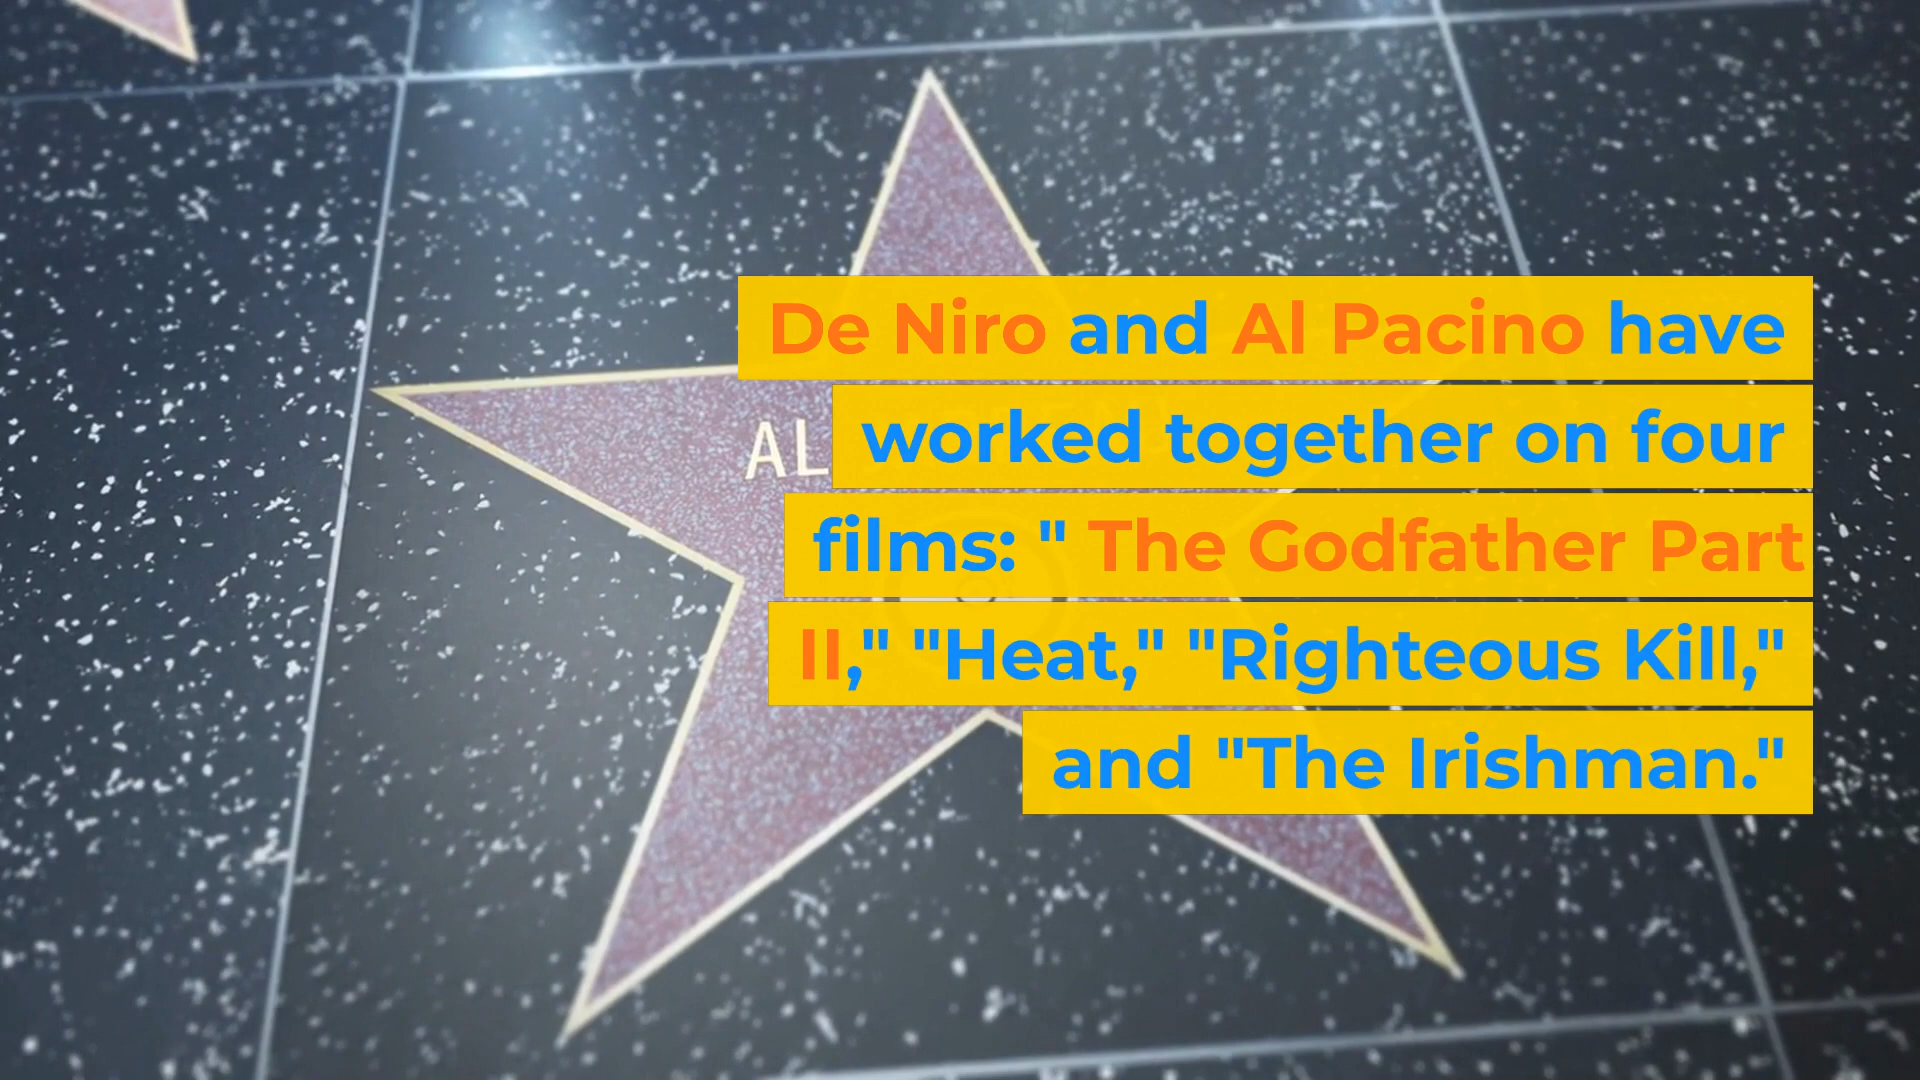 De Niro and Al Pacino have
worked together on four
films: " The Godfather Part
II," "Heat," "Righteous Kill,"
and "The Irishman."
AL